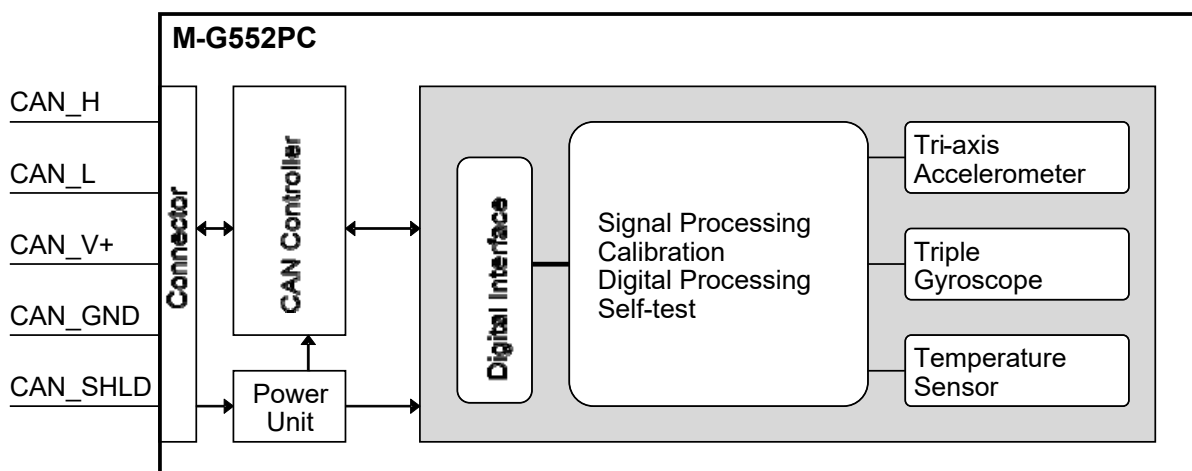 M-G552PC
CAN_H
CAN_L
CAN_V+
CAN_GND
CAN_SHLD
Connector
CAN Controller
Power
Unit
Digital Interface
Signal Processing
Calibration
Digital Processing
Self-test
Tri-axis
Accelerometer
Triple
Gyroscope
Temperature
Sensor